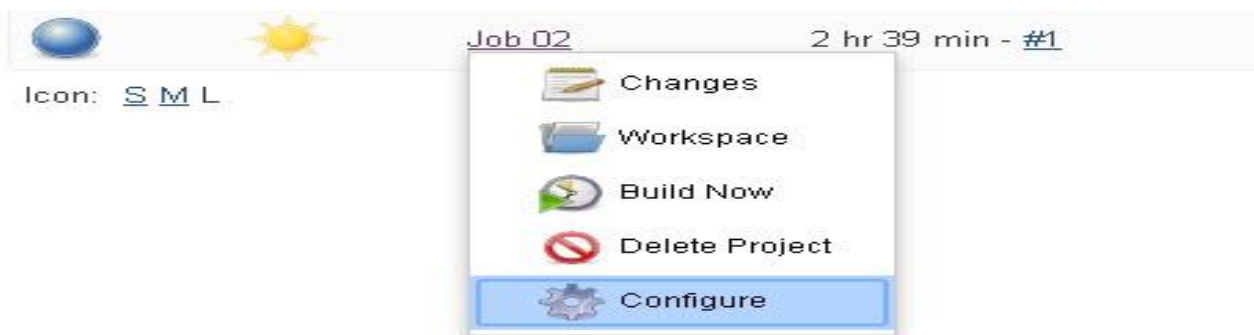 Job 02 2 hr 39 min - #1
Icon: S M L
Changes
Workspace
Build Now
Delete Project
Configure